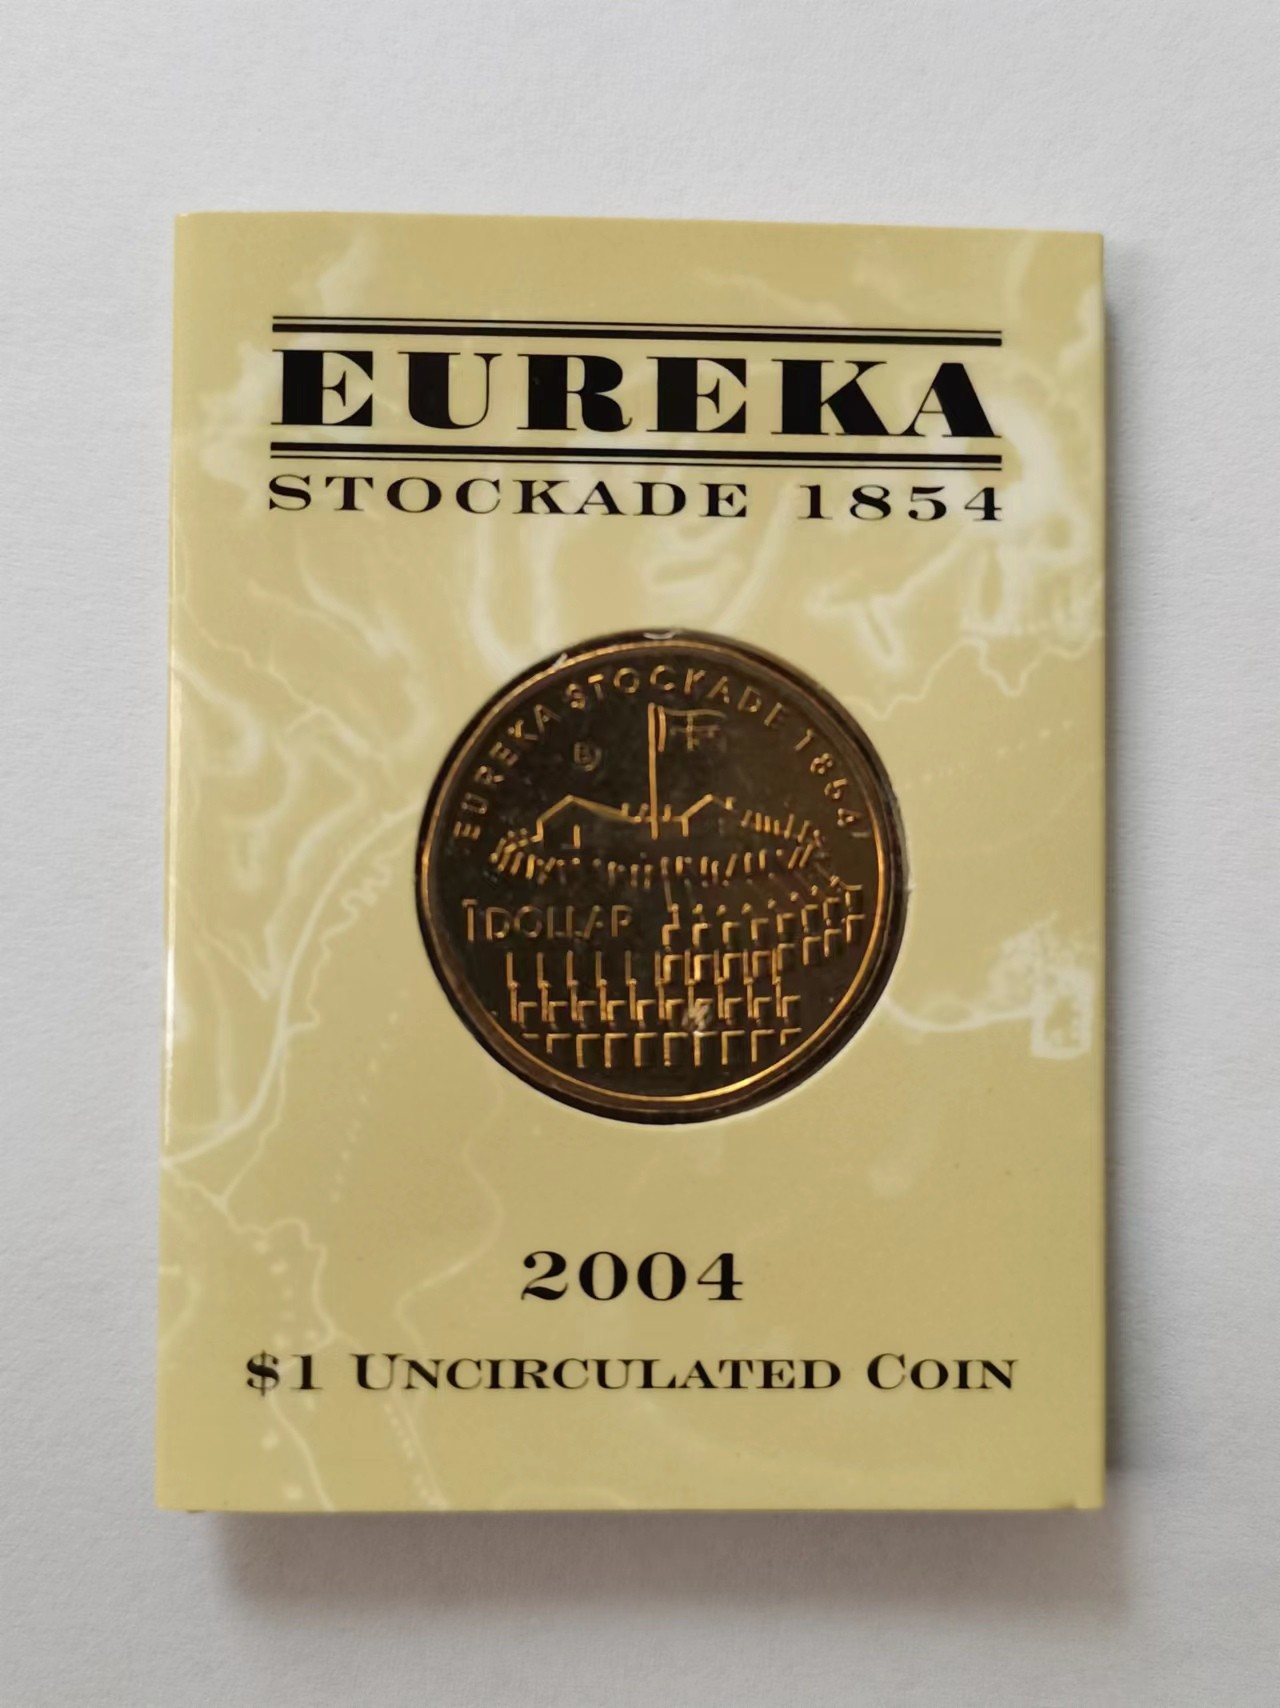 EUREKA
STOCKADE 1854
EUREKA STOCKADE 1854
B
1 DOLLAR
2004
$1 UNCIRCULATED COIN